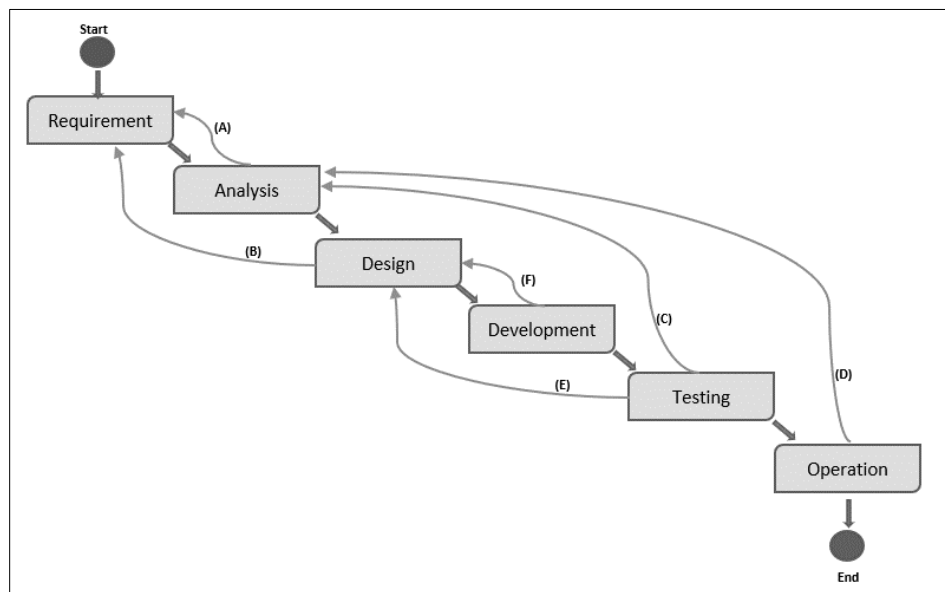 Start
Requirement
(A)
Analysis
(B)
Design
(F)
Development
(C)
(E)
Testing
(D)
Operation
End